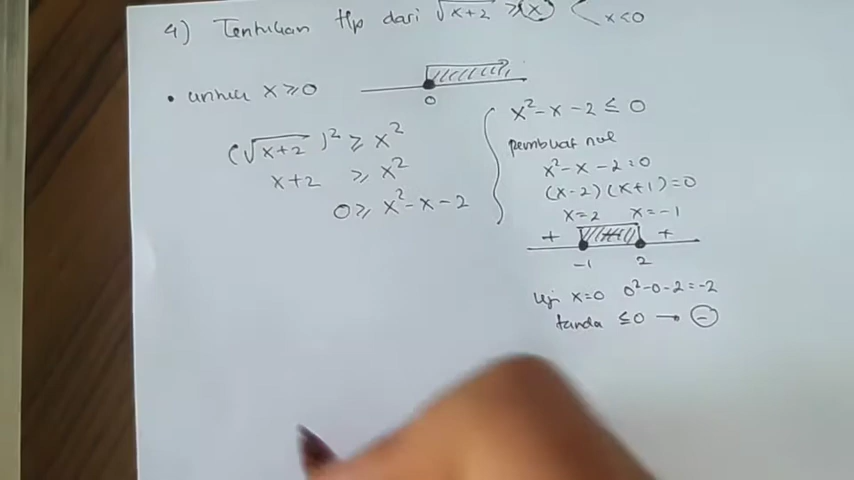 4) Tentukan Hp dari √x+2 ≥ x < x<0
• untuk x ≥ 0
0
(√x+2)² ≥ x²
x+2 ≥ x²
0 ≥ x²-x-2
x²-x-2 ≤ 0
pembuat nol
x²-x-2=0
(x-2)(x+1)=0
x=2 x=-1
+ - +
-1 2
uji x=0 0²-0-2=-2
tanda ≤0 → -